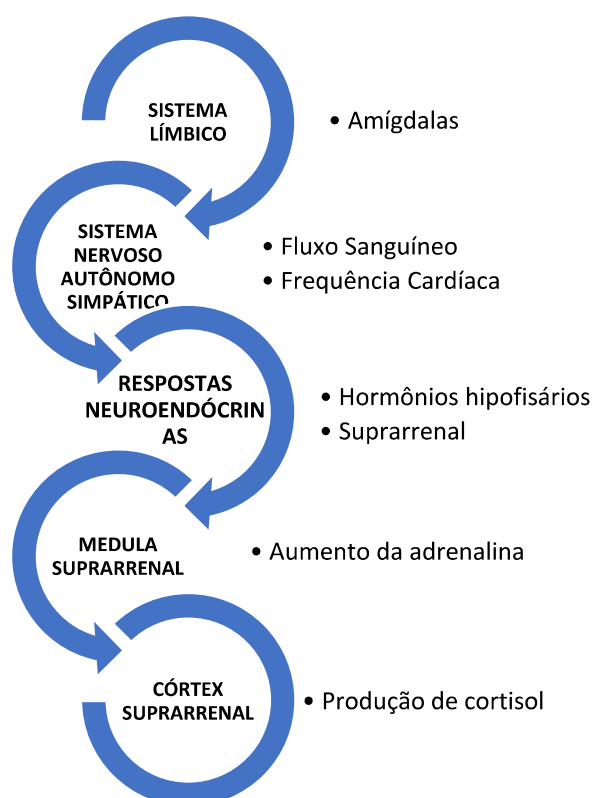 SISTEMA
LÍMBICO
• Amígdalas
SISTEMA
NERVOSO
AUTÔNOMO
SIMPÁTICO
• Fluxo Sanguíneo
• Frequência Cardíaca
RESPOSTAS
NEUROENDÓCRIN
AS
• Hormônios hipofisários
• Suprarrenal
MEDULA
SUPRARRENAL
• Aumento da adrenalina
CÓRTEX
SUPRARRENAL
• Produção de cortisol